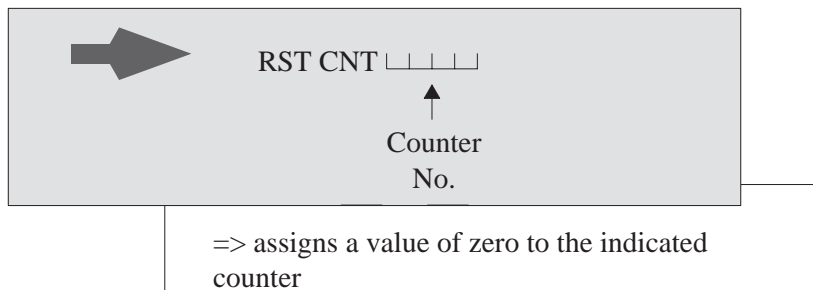 RST CNT
Counter
No.
=> assigns a value of zero to the indicated
counter